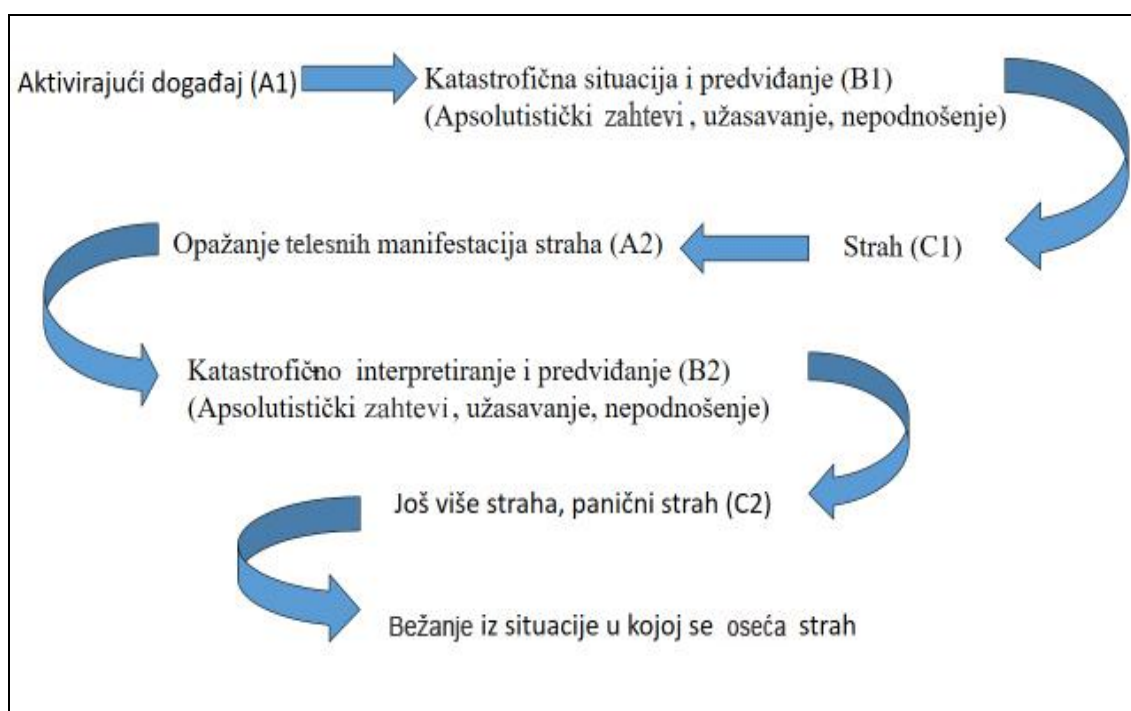 Aktivirajući događaj (A1)
Katastrofična situacija i predviđanje (B1)
(Apsolutistički zahtevi, užasavanje, nepodnošenje)
Opažanje telesnih manifestacija straha (A2)
Strah (C1)
Katastrofično interpretiranje i predviđanje (B2)
(Apsolutistički zahtevi, užasavanje, nepodnošenje)
Još više straha, panični strah (C2)
Bežanje iz situacije u kojoj se oseća strah